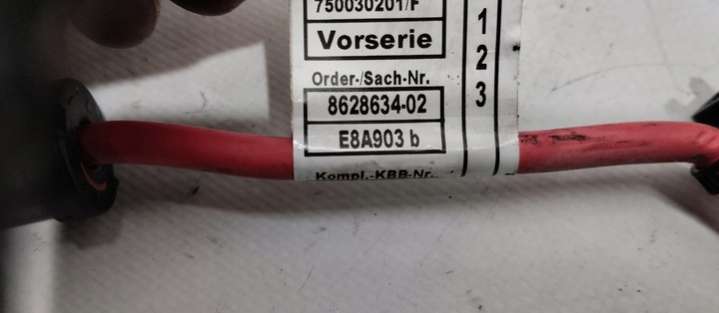 750030201/F
Vorserie
Order-/Sach-Nr.
8628634-02
E8A903 b
Kompl.-KBB-Nr.
1
2
3